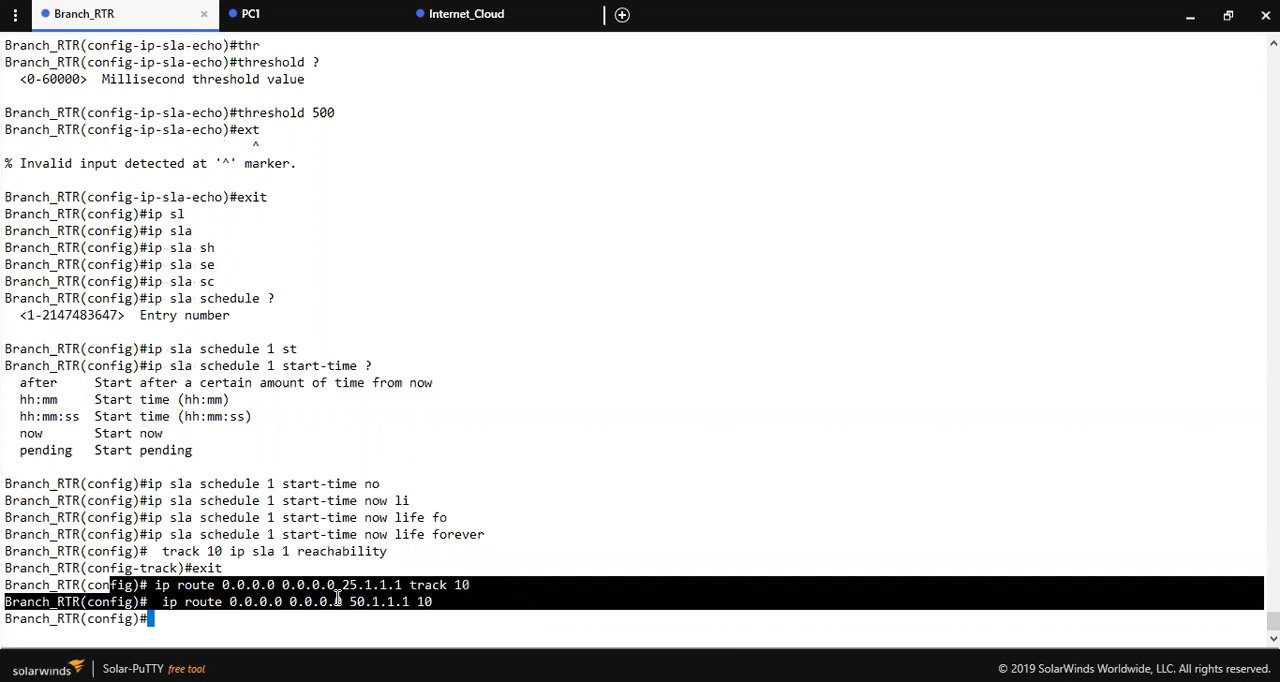 Branch_RTR
PC1
Internet_Cloud
Branch_RTR(config-ip-sla-echo)#thr
Branch_RTR(config-ip-sla-echo)#threshold ?
<0-60000>  Millisecond threshold value
Branch_RTR(config-ip-sla-echo)#threshold 500
Branch_RTR(config-ip-sla-echo)#ext
^
% Invalid input detected at '^' marker.
Branch_RTR(config-ip-sla-echo)#exit
Branch_RTR(config)#ip sl
Branch_RTR(config)#ip sla
Branch_RTR(config)#ip sla sh
Branch_RTR(config)#ip sla se
Branch_RTR(config)#ip sla sc
Branch_RTR(config)#ip sla schedule ?
<1-2147483647>  Entry number
Branch_RTR(config)#ip sla schedule 1 st
Branch_RTR(config)#ip sla schedule 1 start-time ?
after     Start after a certain amount of time from now
hh:mm     Start time (hh:mm)
hh:mm:ss  Start time (hh:mm:ss)
now       Start now
pending   Start pending
Branch_RTR(config)#ip sla schedule 1 start-time no
Branch_RTR(config)#ip sla schedule 1 start-time now li
Branch_RTR(config)#ip sla schedule 1 start-time now life fo
Branch_RTR(config)#ip sla schedule 1 start-time now life forever
Branch_RTR(config)#  track 10 ip sla 1 reachability
Branch_RTR(config-track)#exit
Branch_RTR(config)# ip route 0.0.0.0 0.0.0.0 25.1.1.1 track 10
Branch_RTR(config)#  ip route 0.0.0.0 0.0.0.0 50.1.1.1 10
Branch_RTR(config)#
solarwinds | Solar-PuTTY free tool
© 2019 SolarWinds Worldwide, LLC. All rights reserved.